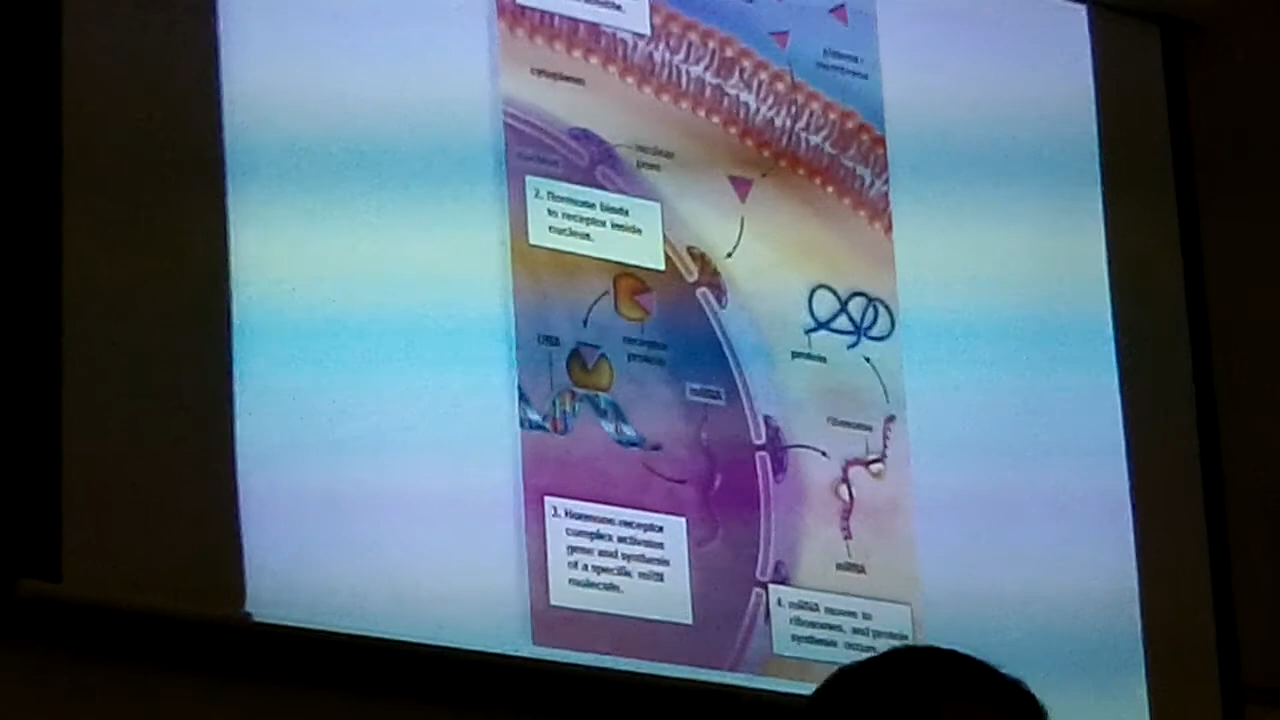 plasma
membrane
cytoplasm
nuclear
pore
nucleus
2. Hormone binds
to receptor inside
nucleus.
DNA
receptor
protein
mRNA
protein
ribosome
3. Hormone-receptor
complex activates
gene and synthesis
of a specific mRNA
molecule.
mRNA
4. mRNA moves to
ribosomes, and protein
synthesis occurs.